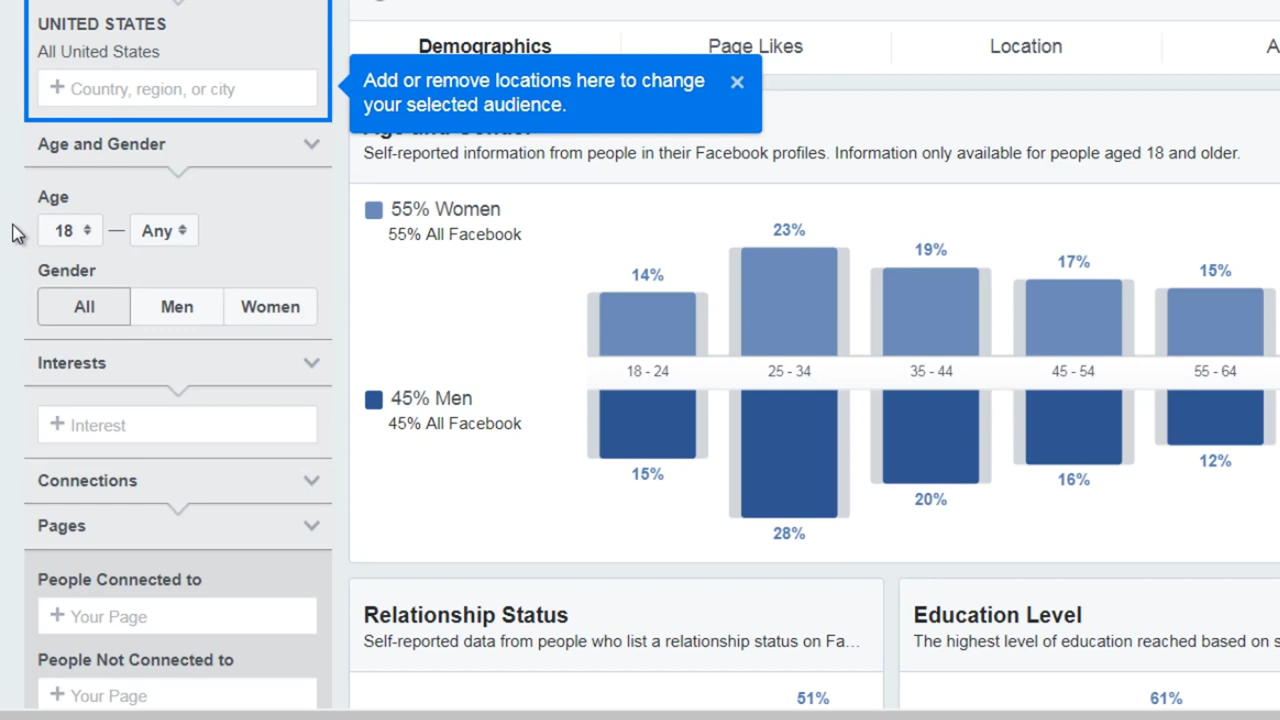 UNITED STATES
All United States
+ Country, region, or city
Age and Gender
Age
18 — Any
Gender
All Men Women
Interests
+ Interest
Connections
Pages
People Connected to
+ Your Page
People Not Connected to
+ Your Page
Demographics Page Likes Location A
Add or remove locations here to change
your selected audience.
Age and Gender
Self-reported information from people in their Facebook profiles. Information only available for people aged 18 and older.
55% Women
55% All Facebook
14% 23% 19% 17% 15%
18 - 24 25 - 34 35 - 44 45 - 54 55 - 64
45% Men
45% All Facebook
15% 28% 20% 16% 12%
Relationship Status
Self-reported data from people who list a relationship status on Fa...
51%
Education Level
The highest level of education reached based on s
61%